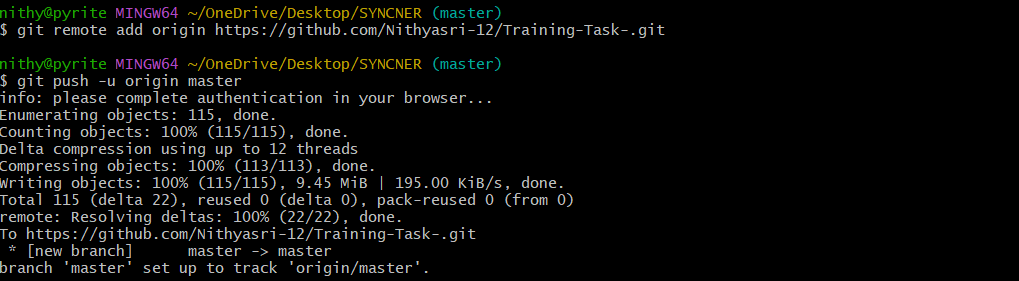 nithy@pyrite MINGW64 ~/OneDrive/Desktop/SYNCNER (master)
$ git remote add origin https://github.com/Nithyasri-12/Training-Task-.git
nithy@pyrite MINGW64 ~/OneDrive/Desktop/SYNCNER (master)
$ git push -u origin master
info: please complete authentication in your browser...
Enumerating objects: 115, done.
Counting objects: 100% (115/115), done.
Delta compression using up to 12 threads
Compressing objects: 100% (113/113), done.
Writing objects: 100% (115/115), 9.45 MiB | 195.00 KiB/s, done.
Total 115 (delta 22), reused 0 (delta 0), pack-reused 0 (from 0)
remote: Resolving deltas: 100% (22/22), done.
To https://github.com/Nithyasri-12/Training-Task-.git
 * [new branch]      master -> master
branch 'master' set up to track 'origin/master'.